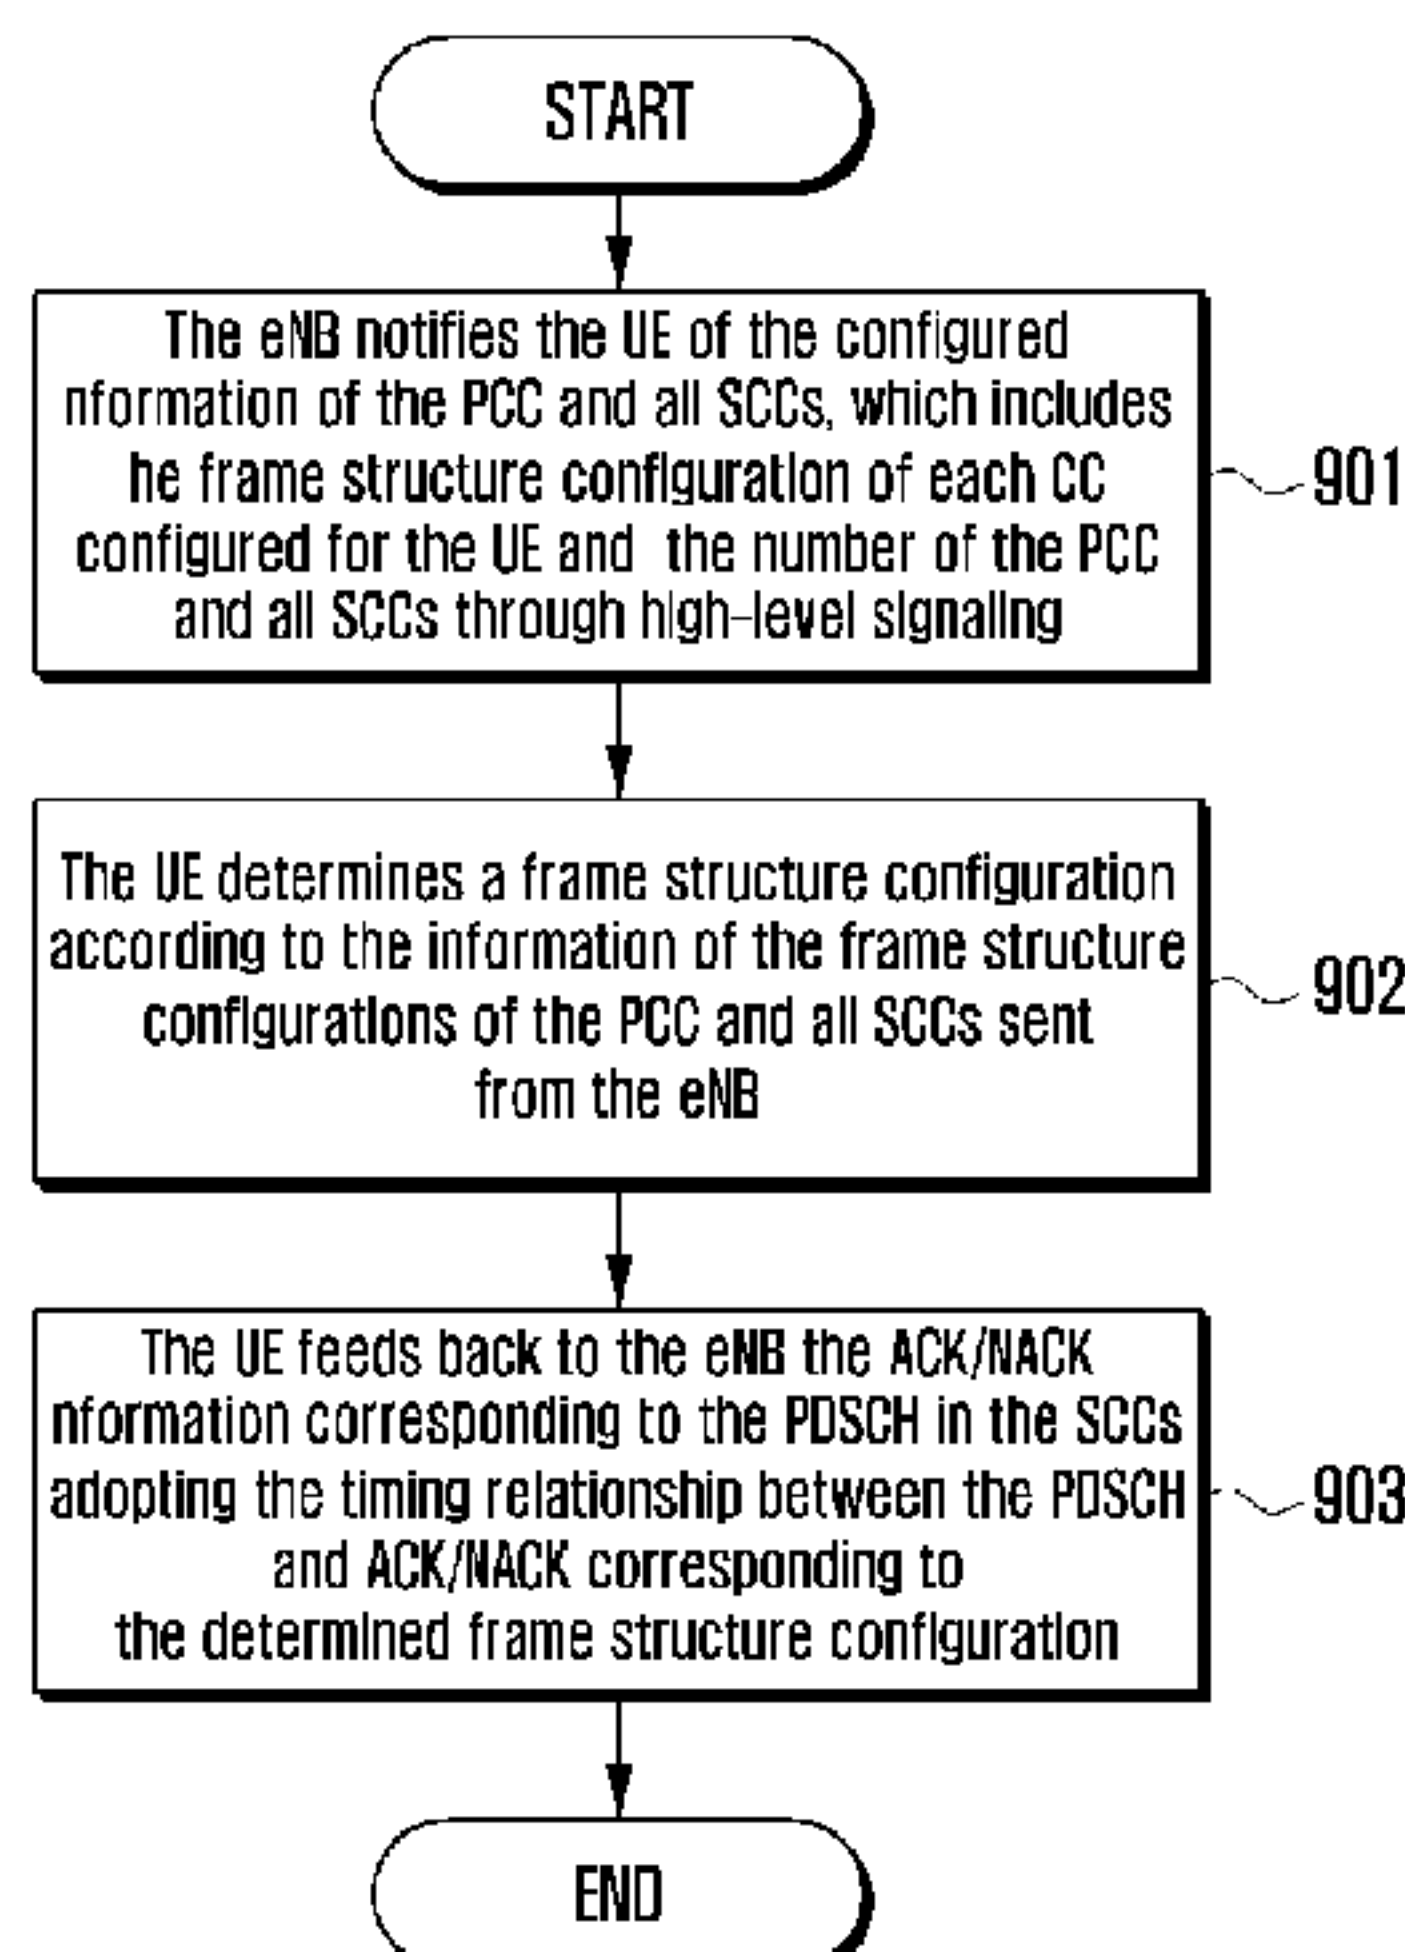 START
The eNB notifies the UE of the configured
nformation of the PCC and all SCCs, which includes
he frame structure configuration of each CC
configured for the UE and the number of the PCC
and all SCCs through high-level signaling
901
The UE determines a frame structure configuration
according to the information of the frame structure
configurations of the PCC and all SCCs sent
from the eNB
902
The UE feeds back to the eNB the ACK/NACK
nformation corresponding to the PDSCH in the SCCs
adopting the timing relationship between the PDSCH
and ACK/NACK corresponding to
the determined frame structure configuration
903
END